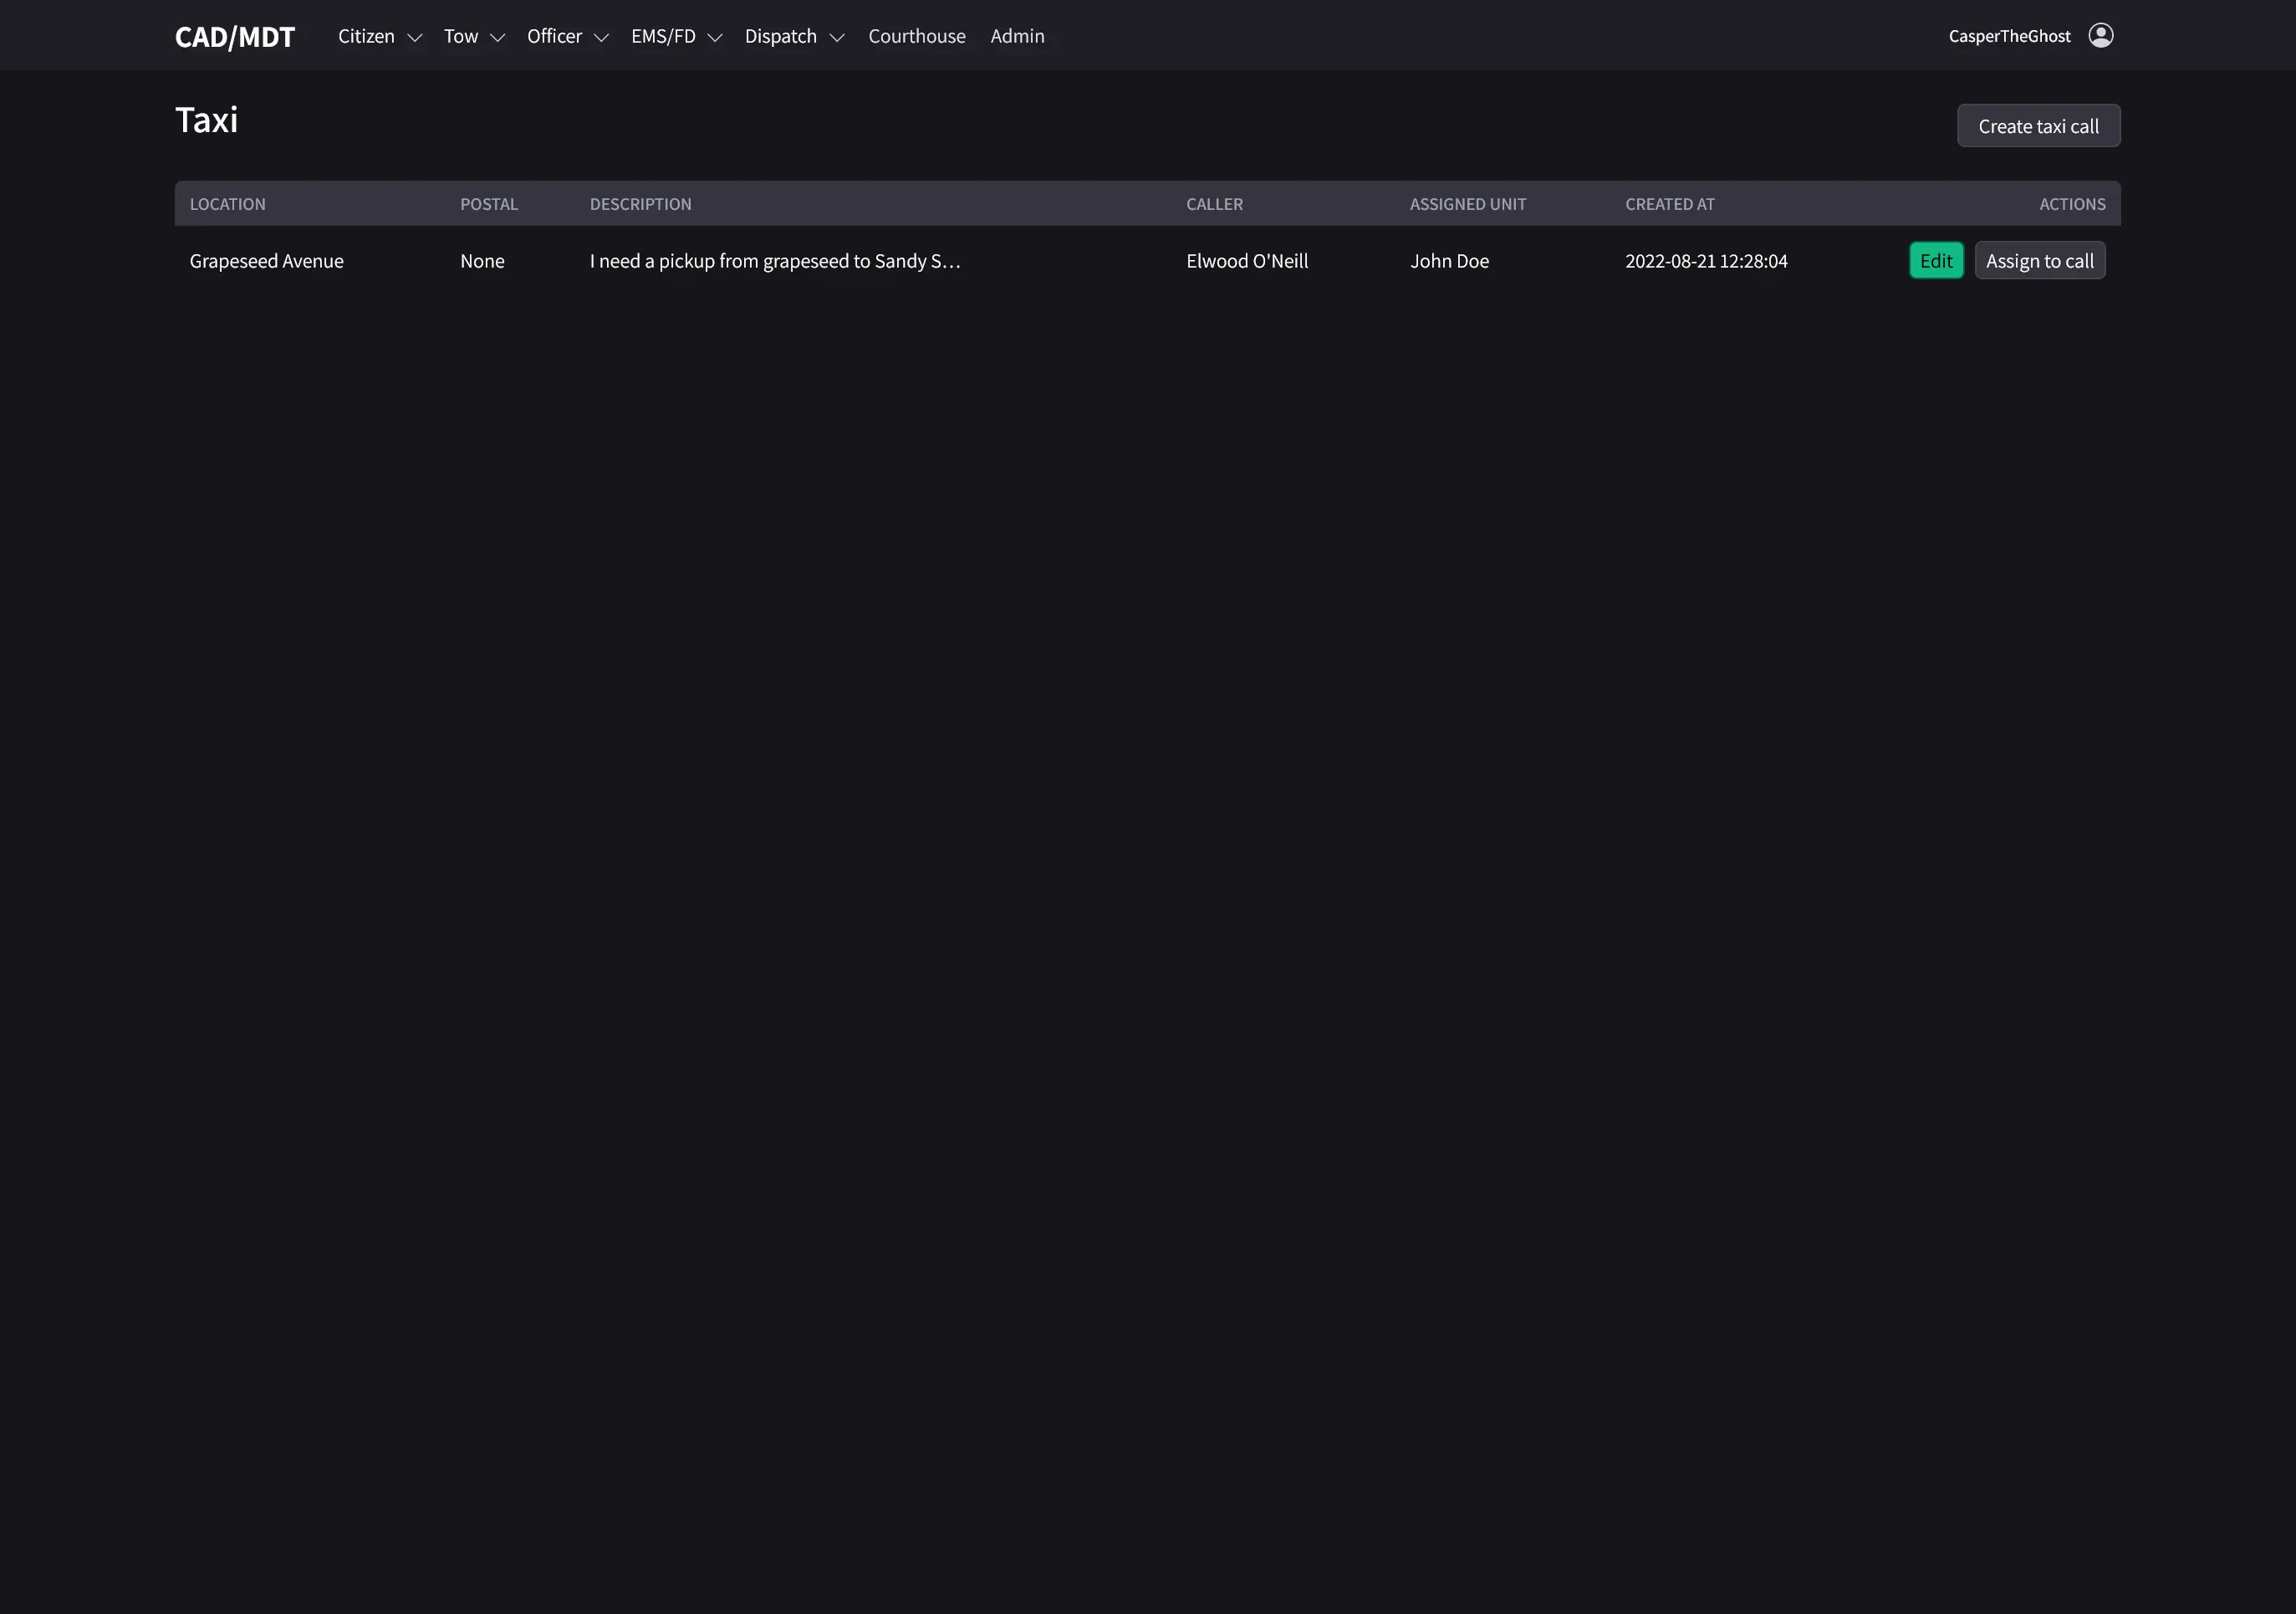 CAD/MDT Citizen Tow Officer EMS/FD Dispatch Courthouse Admin CasperTheGhost
Taxi
Create taxi call
LOCATION POSTAL DESCRIPTION CALLER ASSIGNED UNIT CREATED AT ACTIONS
Grapeseed Avenue None I need a pickup from grapeseed to Sandy S... Elwood O'Neill John Doe 2022-08-21 12:28:04 Edit Assign to call